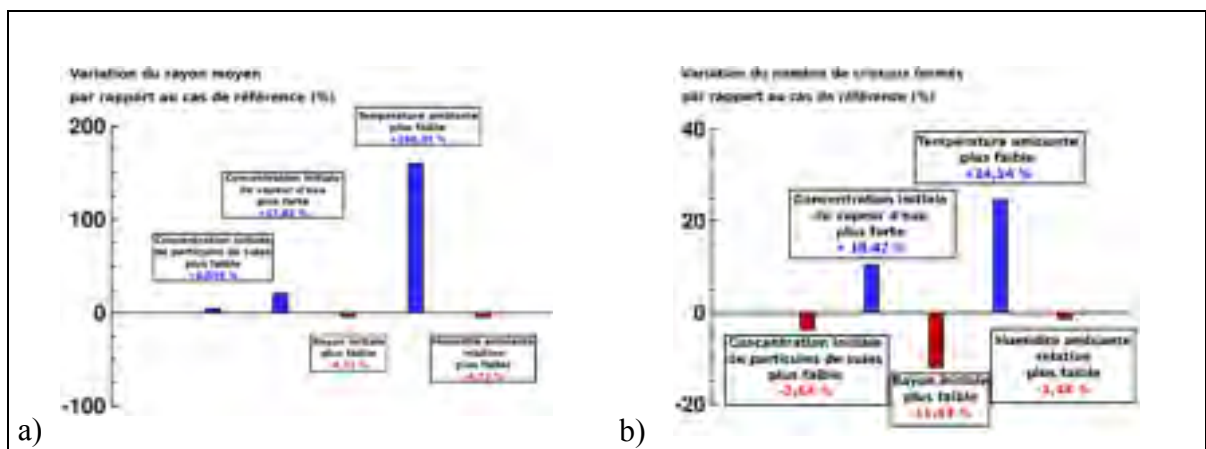 Variation du rayon moyen
par rapport au cas de référence (%)
200
100
0
-100
Température ambiante
plus faible
Concentration initiale
de vapeur d'eau
plus forte
Concentration initiale
de particules de suies
plus faible
Rayon initiale
plus faible
Humidité ambiante
relative
plus faible
a)
Variation du nombre de cristaux formés
par rapport au cas de référence (%)
40
20
0
-20
Température ambiante
plus faible
Concentration initiale
de vapeur d'eau
plus forte
Concentration initiale
de particules de suies
plus faible
Rayon initiale
plus faible
Humidité ambiante
relative
plus faible
b)